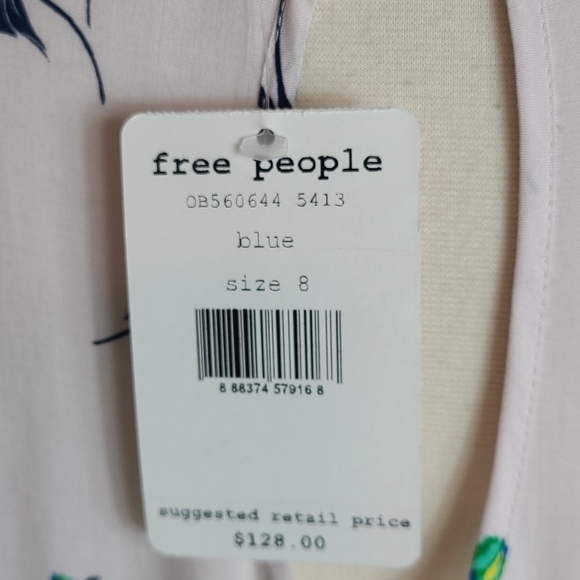 free people
OB560644 5413
blue
size 8
8 88374 57916 8
suggested retail price
$128.00